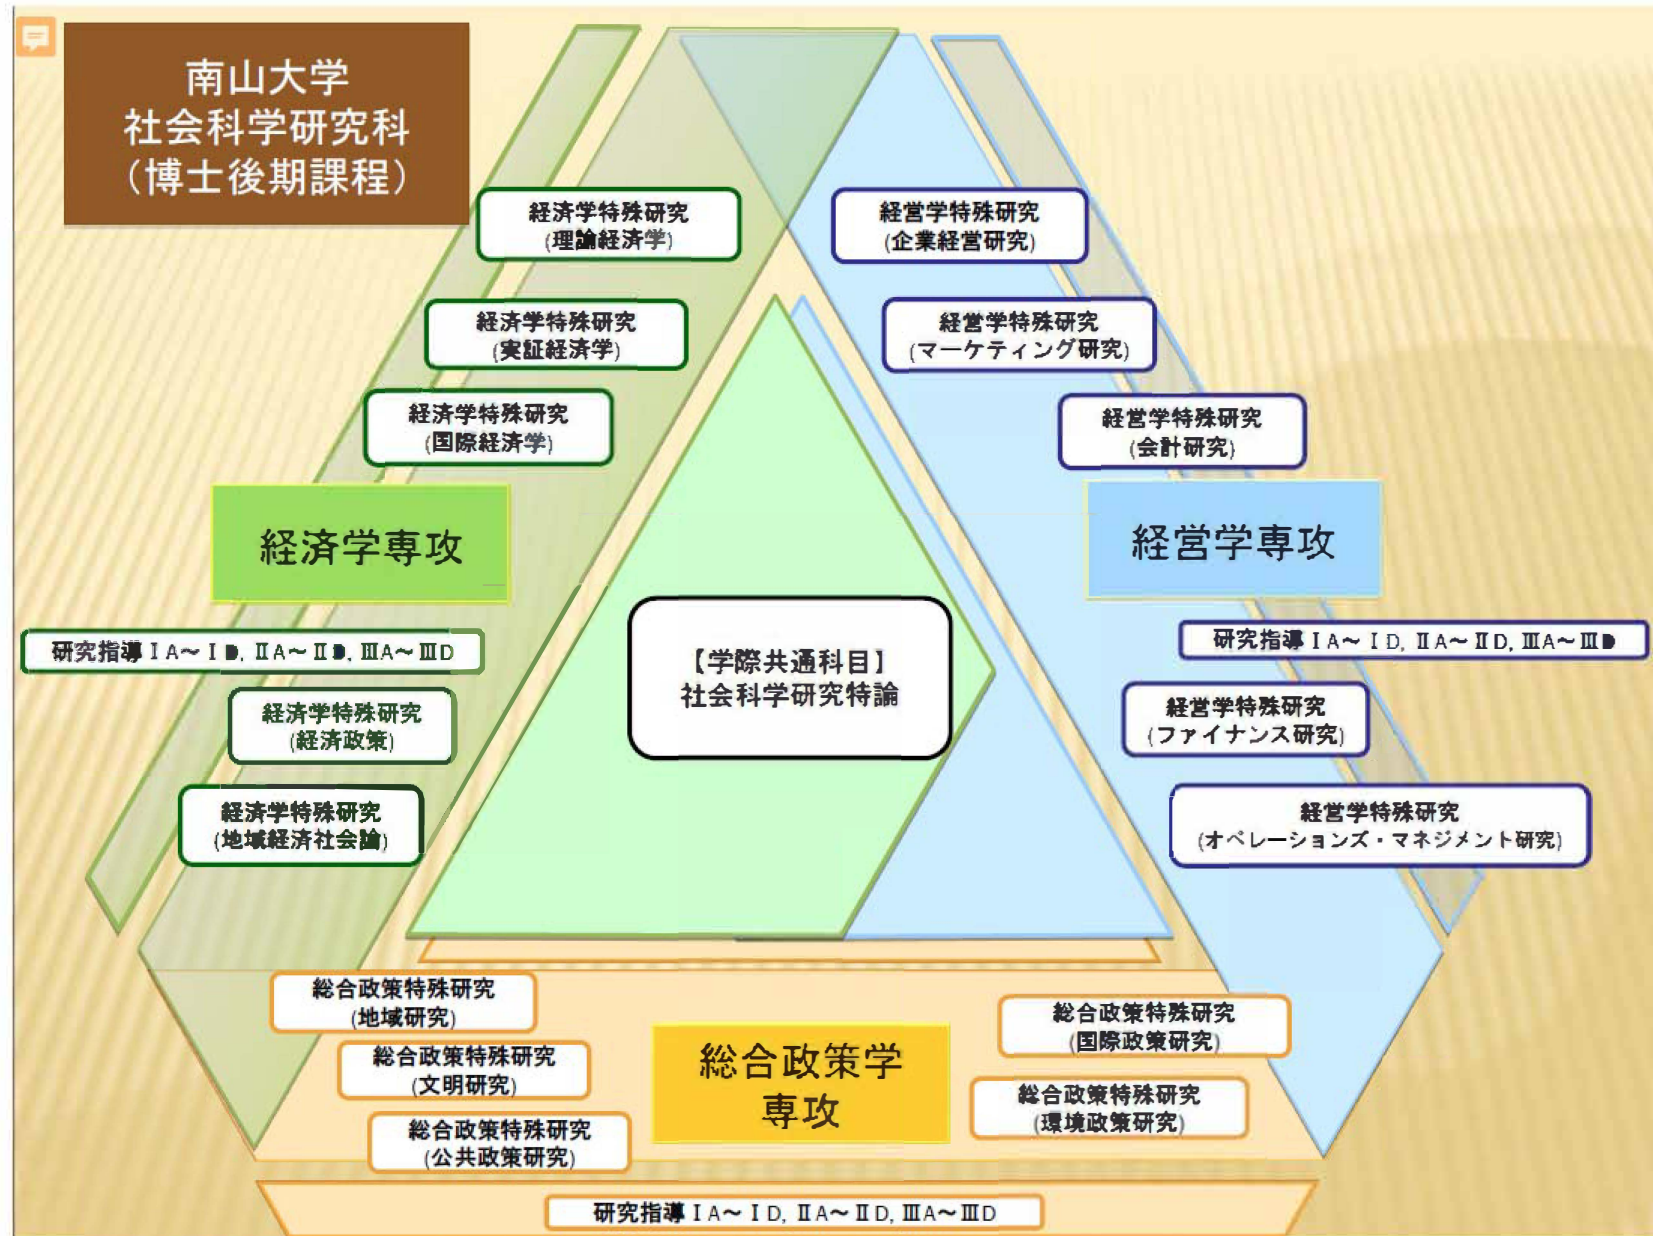 南山大学
社会科学研究科
（博士後期課程）
経済学特殊研究
(理論経済学)
経営学特殊研究
(企業経営研究)
経済学特殊研究
(実証経済学)
経営学特殊研究
(マーケティング研究)
経済学特殊研究
(国際経済学)
経営学特殊研究
(会計研究)
経済学専攻
経営学専攻
研究指導ⅠA～ⅠD, ⅡA～ⅡD, ⅢA～ⅢD
【学際共通科目】
社会科学研究特論
研究指導ⅠA～ⅠD, ⅡA～ⅡD, ⅢA～ⅢD
経済学特殊研究
(経済政策)
経営学特殊研究
(ファイナンス研究)
経済学特殊研究
(地域経済社会論)
経営学特殊研究
(オペレーションズ・マネジメント研究)
総合政策特殊研究
(地域研究)
総合政策特殊研究
(文明研究)
総合政策特殊研究
(公共政策研究)
総合政策学
専攻
総合政策特殊研究
(国際政策研究)
総合政策特殊研究
(環境政策研究)
研究指導ⅠA～ⅠD, ⅡA～ⅡD, ⅢA～ⅢD